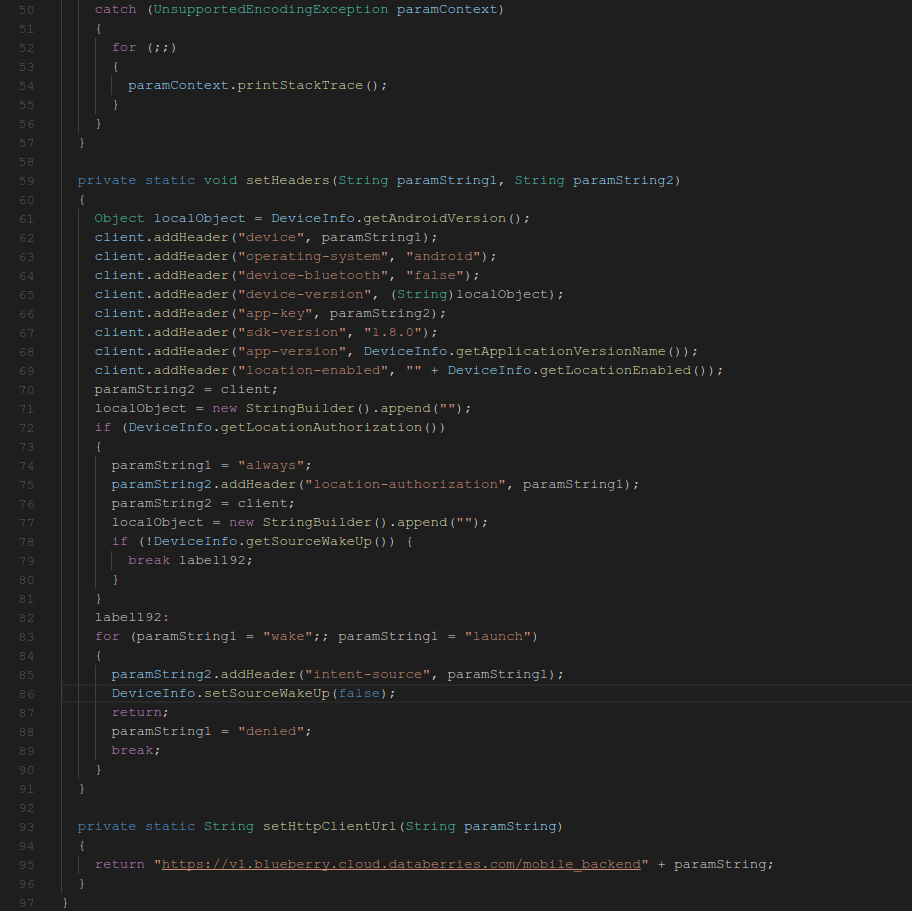 50 catch (UnsupportedEncodingException paramContext)
51 {
52 for (;;)
53 {
54 paramContext.printStackTrace();
55 }
56 }
57 }
58
59 private static void setHeaders(String paramString1, String paramString2)
60 {
61 Object localObject = DeviceInfo.getAndroidVersion();
62 client.addHeader("device", paramString1);
63 client.addHeader("operating-system", "android");
64 client.addHeader("device-bluetooth", "false");
65 client.addHeader("device-version", (String)localObject);
66 client.addHeader("app-key", paramString2);
67 client.addHeader("sdk-version", "1.8.0");
68 client.addHeader("app-version", DeviceInfo.getApplicationVersionName());
69 client.addHeader("location-enabled", "" + DeviceInfo.getLocationEnabled());
70 paramString2 = client;
71 localObject = new StringBuilder().append("");
72 if (DeviceInfo.getLocationAuthorization())
73 {
74 paramString1 = "always";
75 paramString2.addHeader("location-authorization", paramString1);
76 paramString2 = client;
77 localObject = new StringBuilder().append("");
78 if (!DeviceInfo.getSourceWakeUp()) {
79 break label192;
80 }
81 }
82 label192:
83 for (paramString1 = "wake";; paramString1 = "launch")
84 {
85 paramString2.addHeader("intent-source", paramString1);
86 DeviceInfo.setSourceWakeUp(false);
87 return;
88 paramString1 = "denied";
89 break;
90 }
91 }
92
93 private static String setHttpClientUrl(String paramString)
94 {
95 return "https://v1.blueberry.cloud.databerries.com/mobile_backend" + paramString;
96 }
97 }